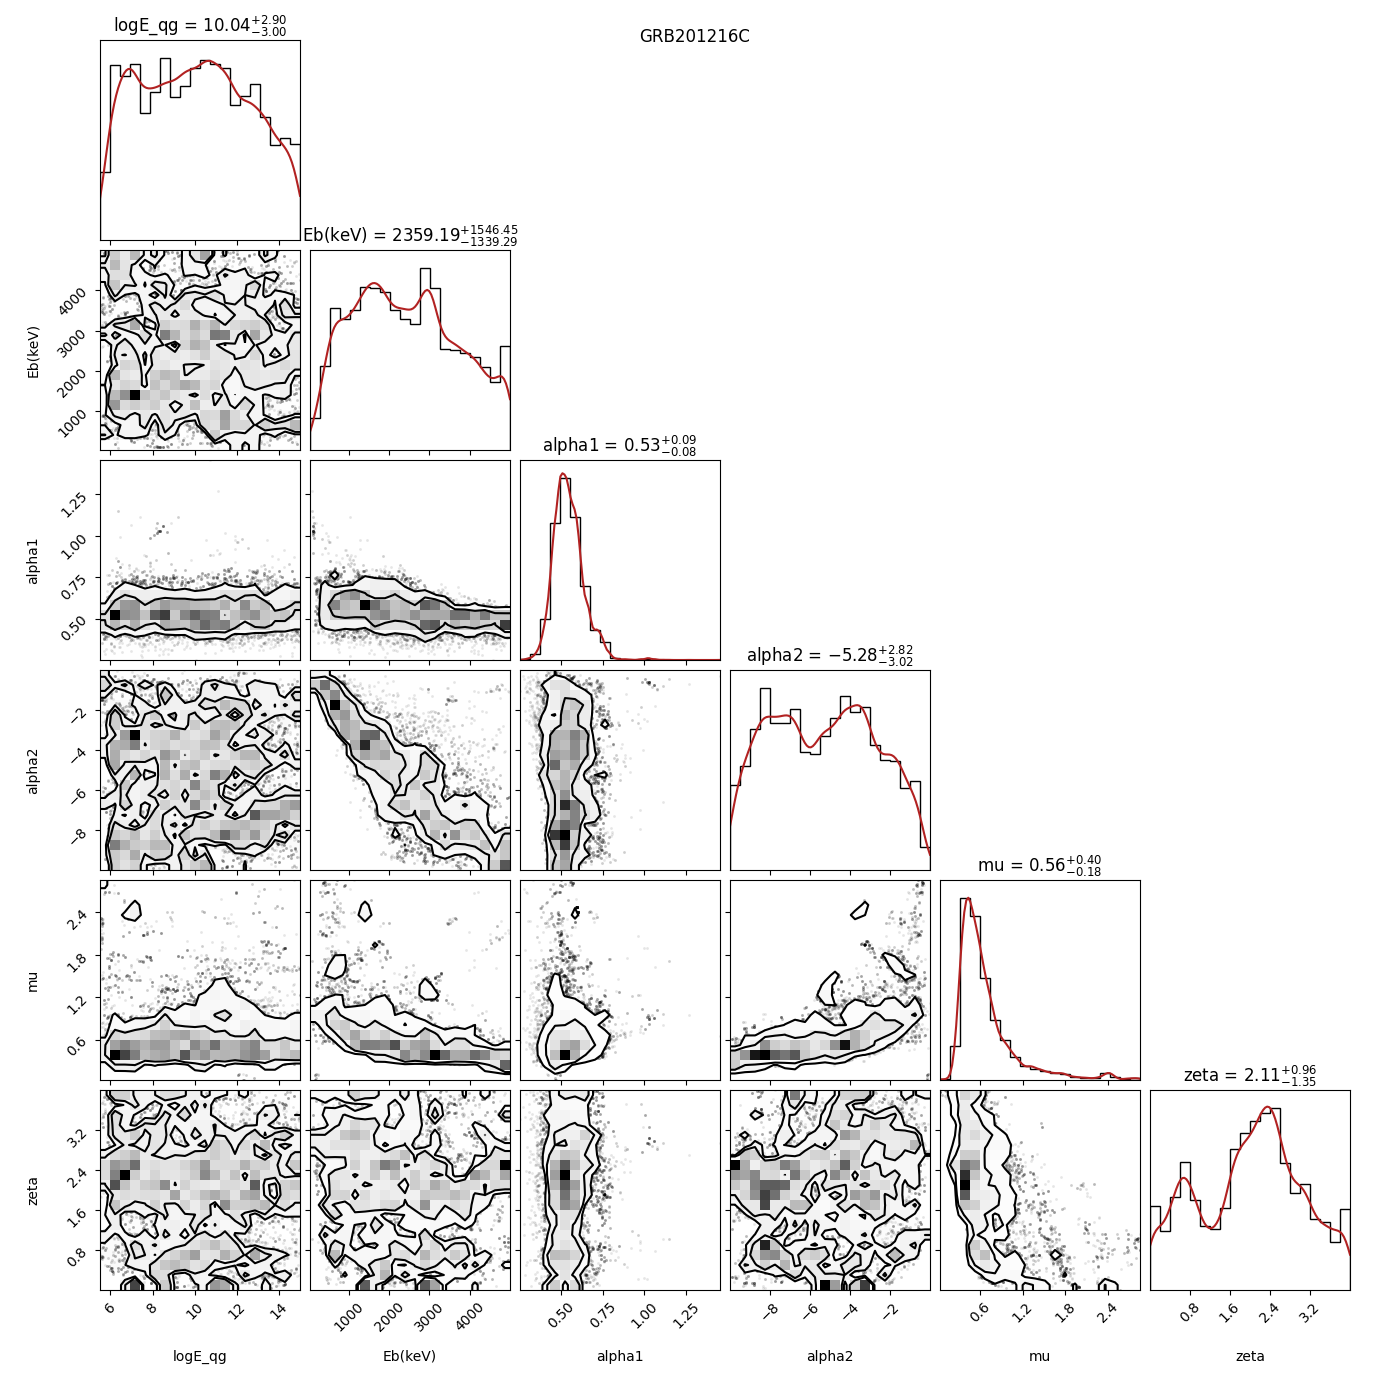 logE_qg = 10.04+2.90−3.00
GRB201216C
Eb(keV) = 2359.19+1546.45−1339.29
4000
3000
2000
1000
Eb(keV)
alpha1 = 0.53+0.09−0.08
1.25
1.00
0.75
0.50
alpha1
alpha2 = −5.28+2.82−3.02
−2
−4
−6
−8
alpha2
mu = 0.56+0.40−0.18
2.4
1.8
1.2
0.6
mu
zeta = 2.11+0.96−1.35
3.2
2.4
1.6
0.8
zeta
6 8 10 12 14
1000 2000 3000 4000
0.50 0.75 1.00 1.25
−8 −6 −4 −2
0.6 1.2 1.8 2.4
0.8 1.6 2.4 3.2
logE_qg Eb(keV) alpha1 alpha2 mu zeta